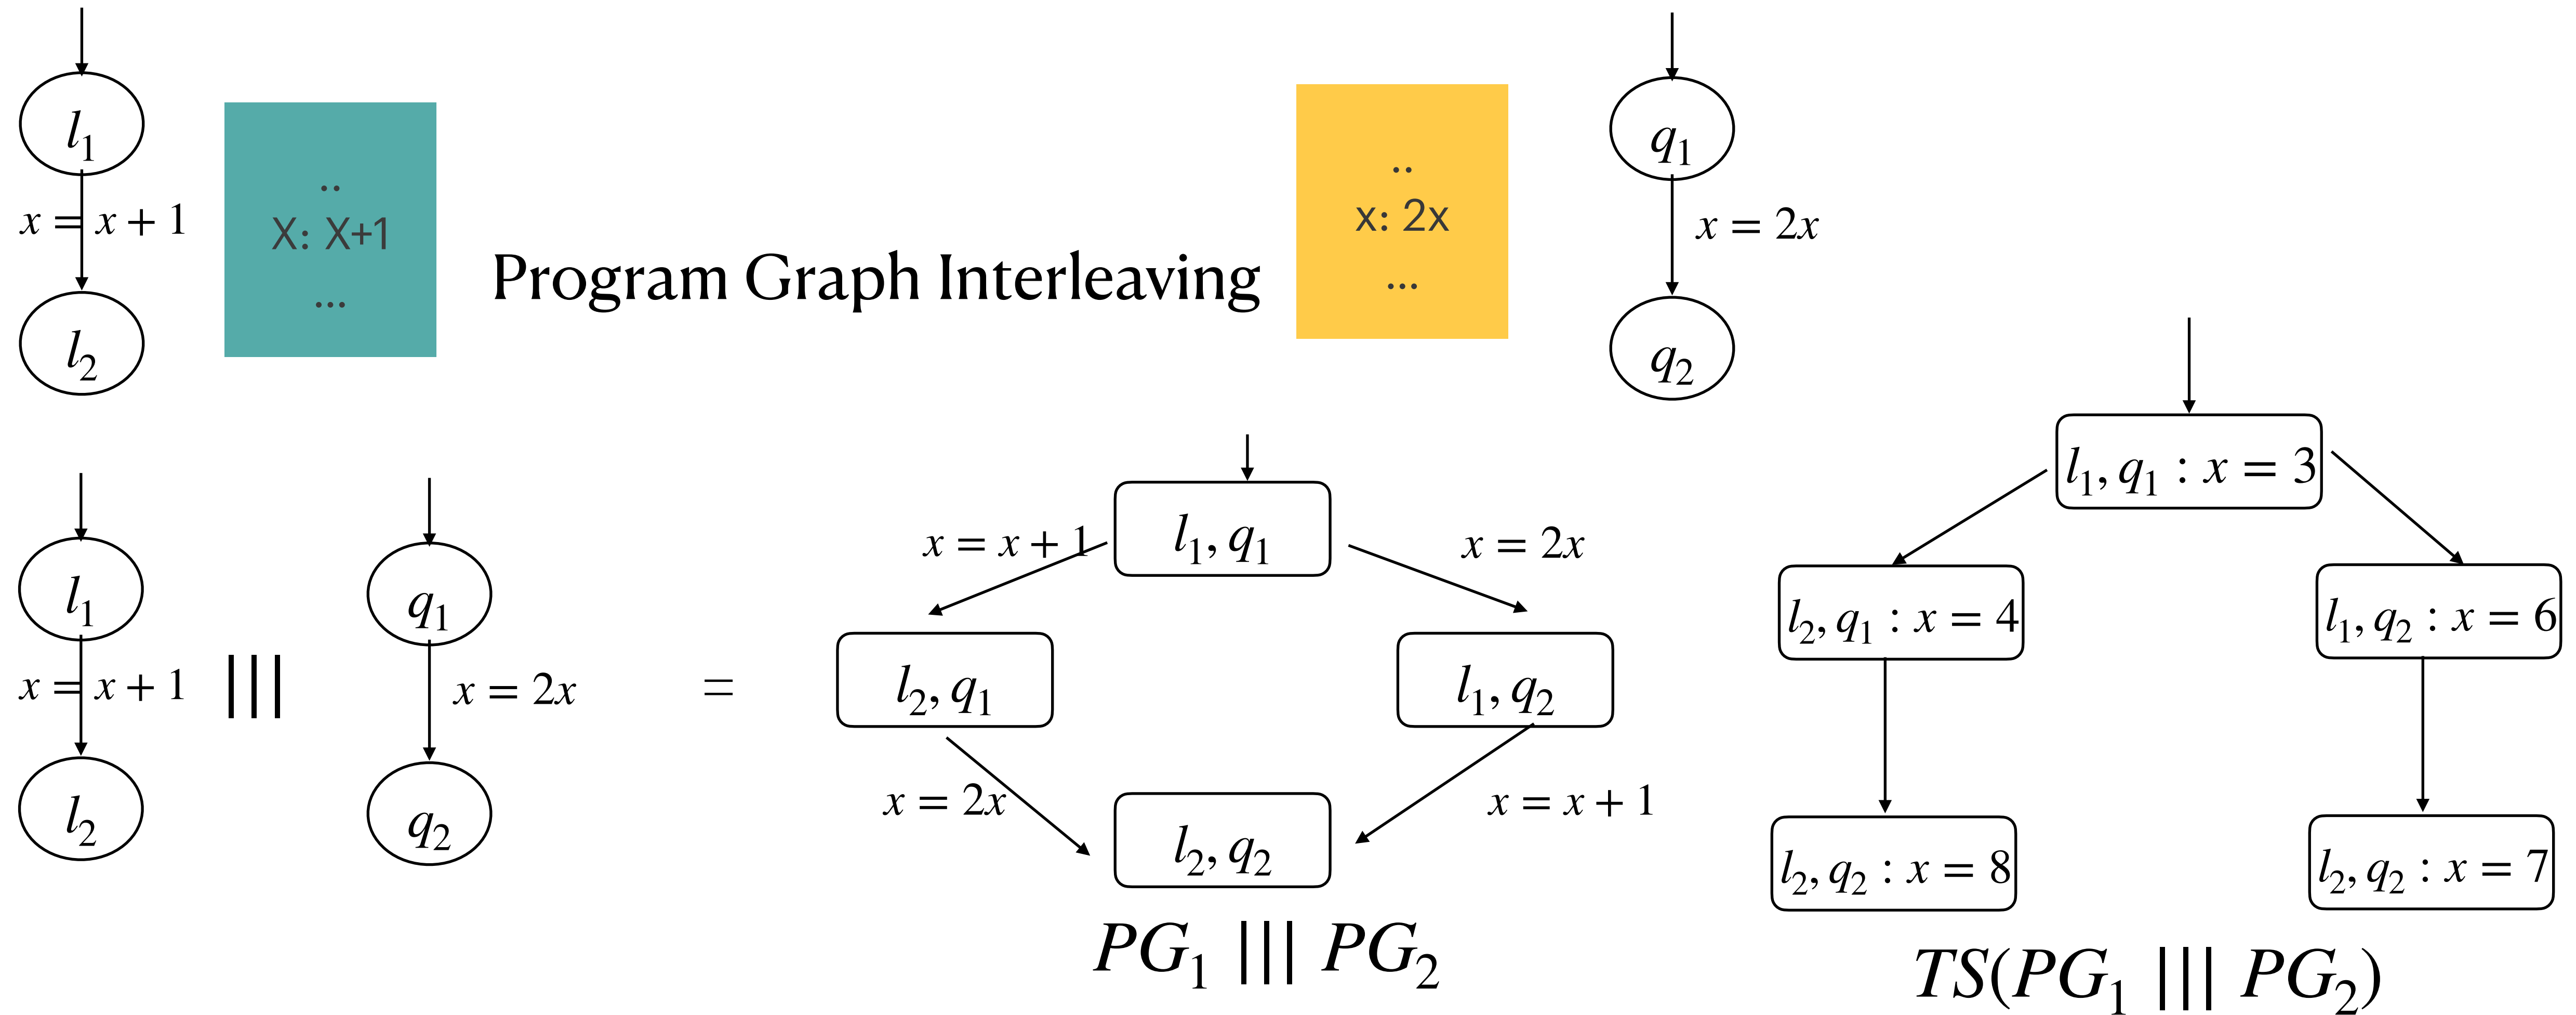 l₁
x = x + 1
l₂
..
X: X+1
...
Program Graph Interleaving
..
x: 2x
...
q₁
x = 2x
q₂
l₁
x = x + 1
l₂
|||
q₁
x = 2x
q₂
=
l₁, q₁
x = x + 1
x = 2x
l₂, q₁
l₁, q₂
x = 2x
x = x + 1
l₂, q₂
PG₁ ||| PG₂
l₁, q₁ : x = 3
l₂, q₁ : x = 4
l₁, q₂ : x = 6
l₂, q₂ : x = 8
l₂, q₂ : x = 7
TS(PG₁ ||| PG₂)